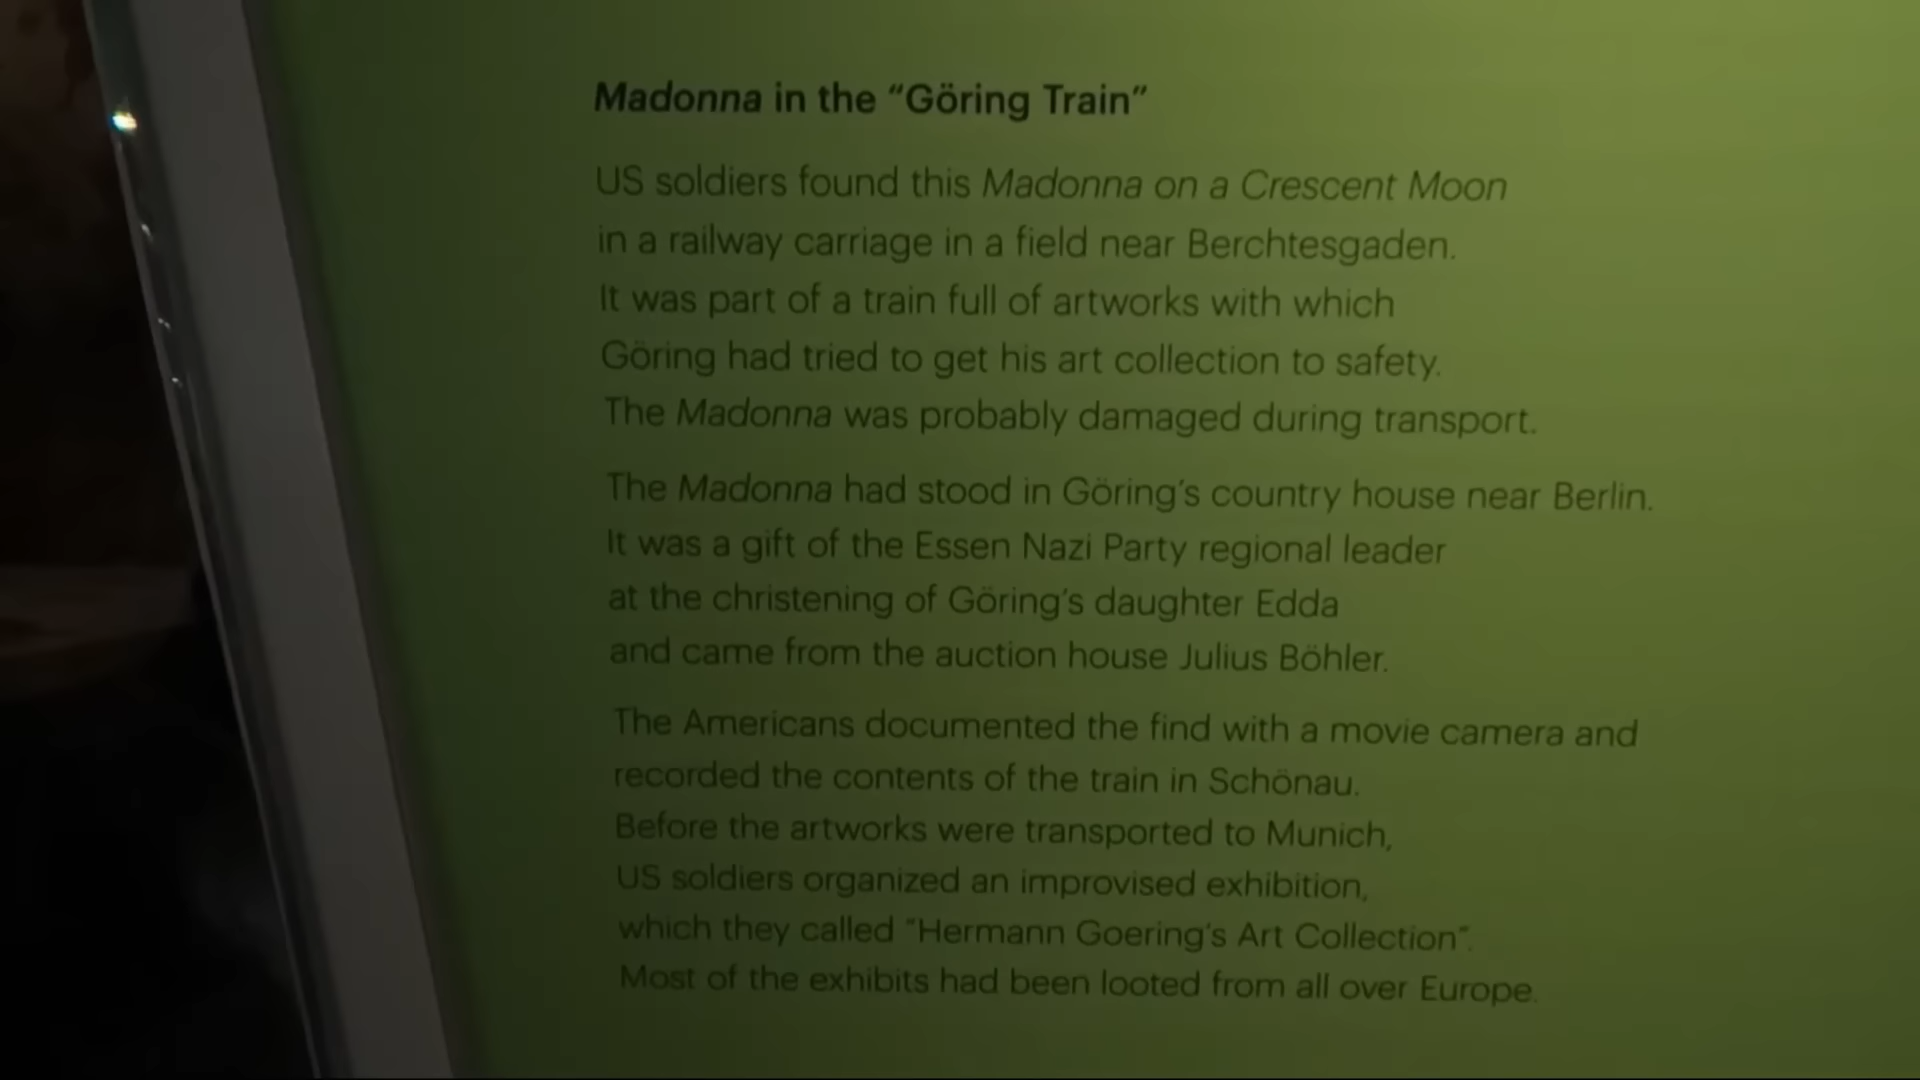 Madonna in the “Göring Train”
US soldiers found this Madonna on a Crescent Moon
in a railway carriage in a field near Berchtesgaden.
It was part of a train full of artworks with which
Göring had tried to get his art collection to safety.
The Madonna was probably damaged during transport.
The Madonna had stood in Göring’s country house near Berlin.
It was a gift of the Essen Nazi Party regional leader
at the christening of Göring’s daughter Edda
and came from the auction house Julius Böhler.
The Americans documented the find with a movie camera and
recorded the contents of the train in Schönau.
Before the artworks were transported to Munich,
US soldiers organized an improvised exhibition,
which they called “Hermann Goering’s Art Collection”.
Most of the exhibits had been looted from all over Europe.